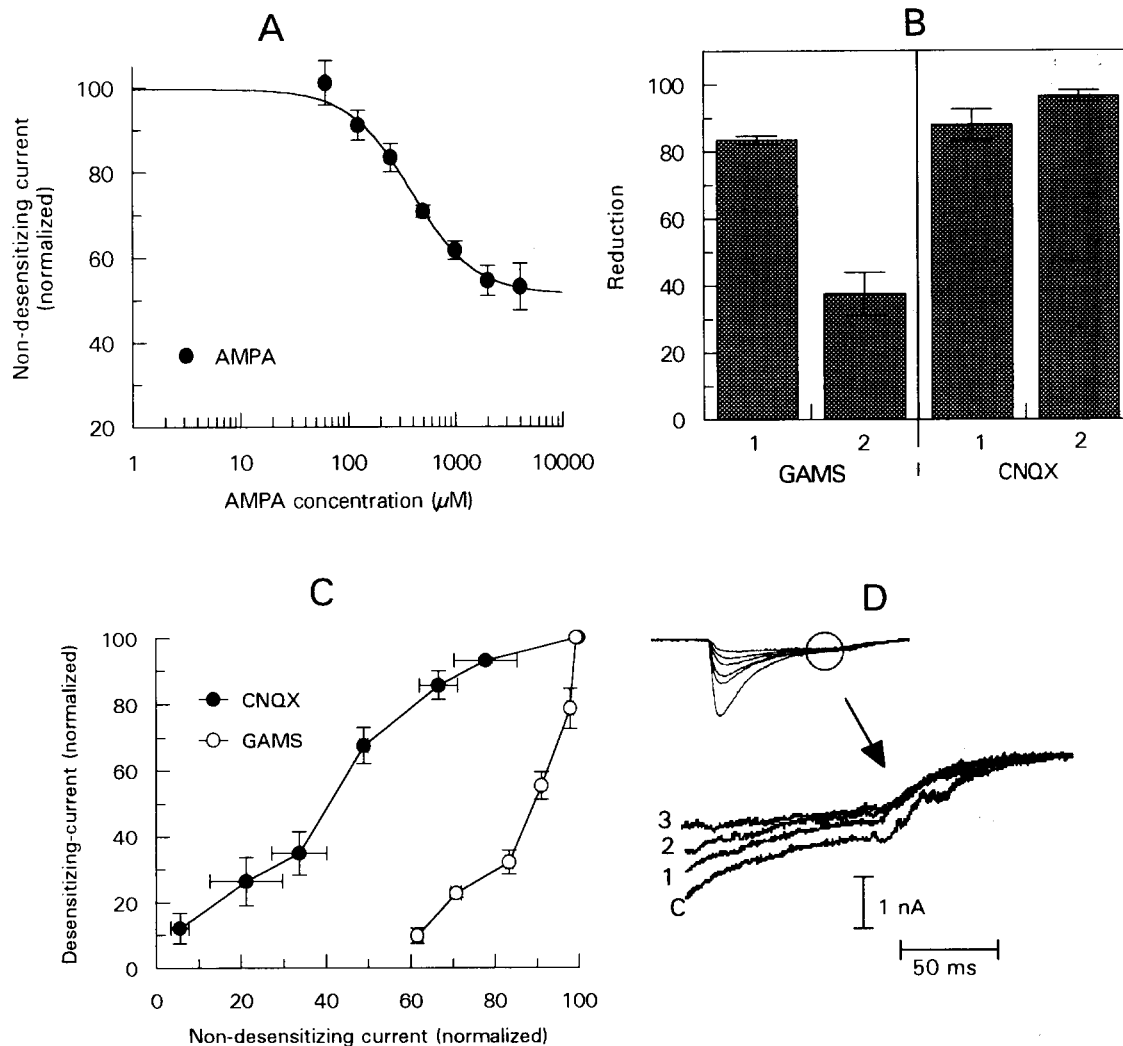 A
Non-desensitizing current
(normalized)
100
80
60
40
20
AMPA
1
10
100
1000
10000
AMPA concentration (µM)
B
Reduction
100
80
60
40
20
0
1
2
1
2
GAMS
CNQX
C
Desensitizing-current (normalized)
100
80
60
40
20
0
CNQX
GAMS
0
20
40
60
80
100
Non-desensitizing current (normalized)
D
3
2
1
C
1 nA
50 ms